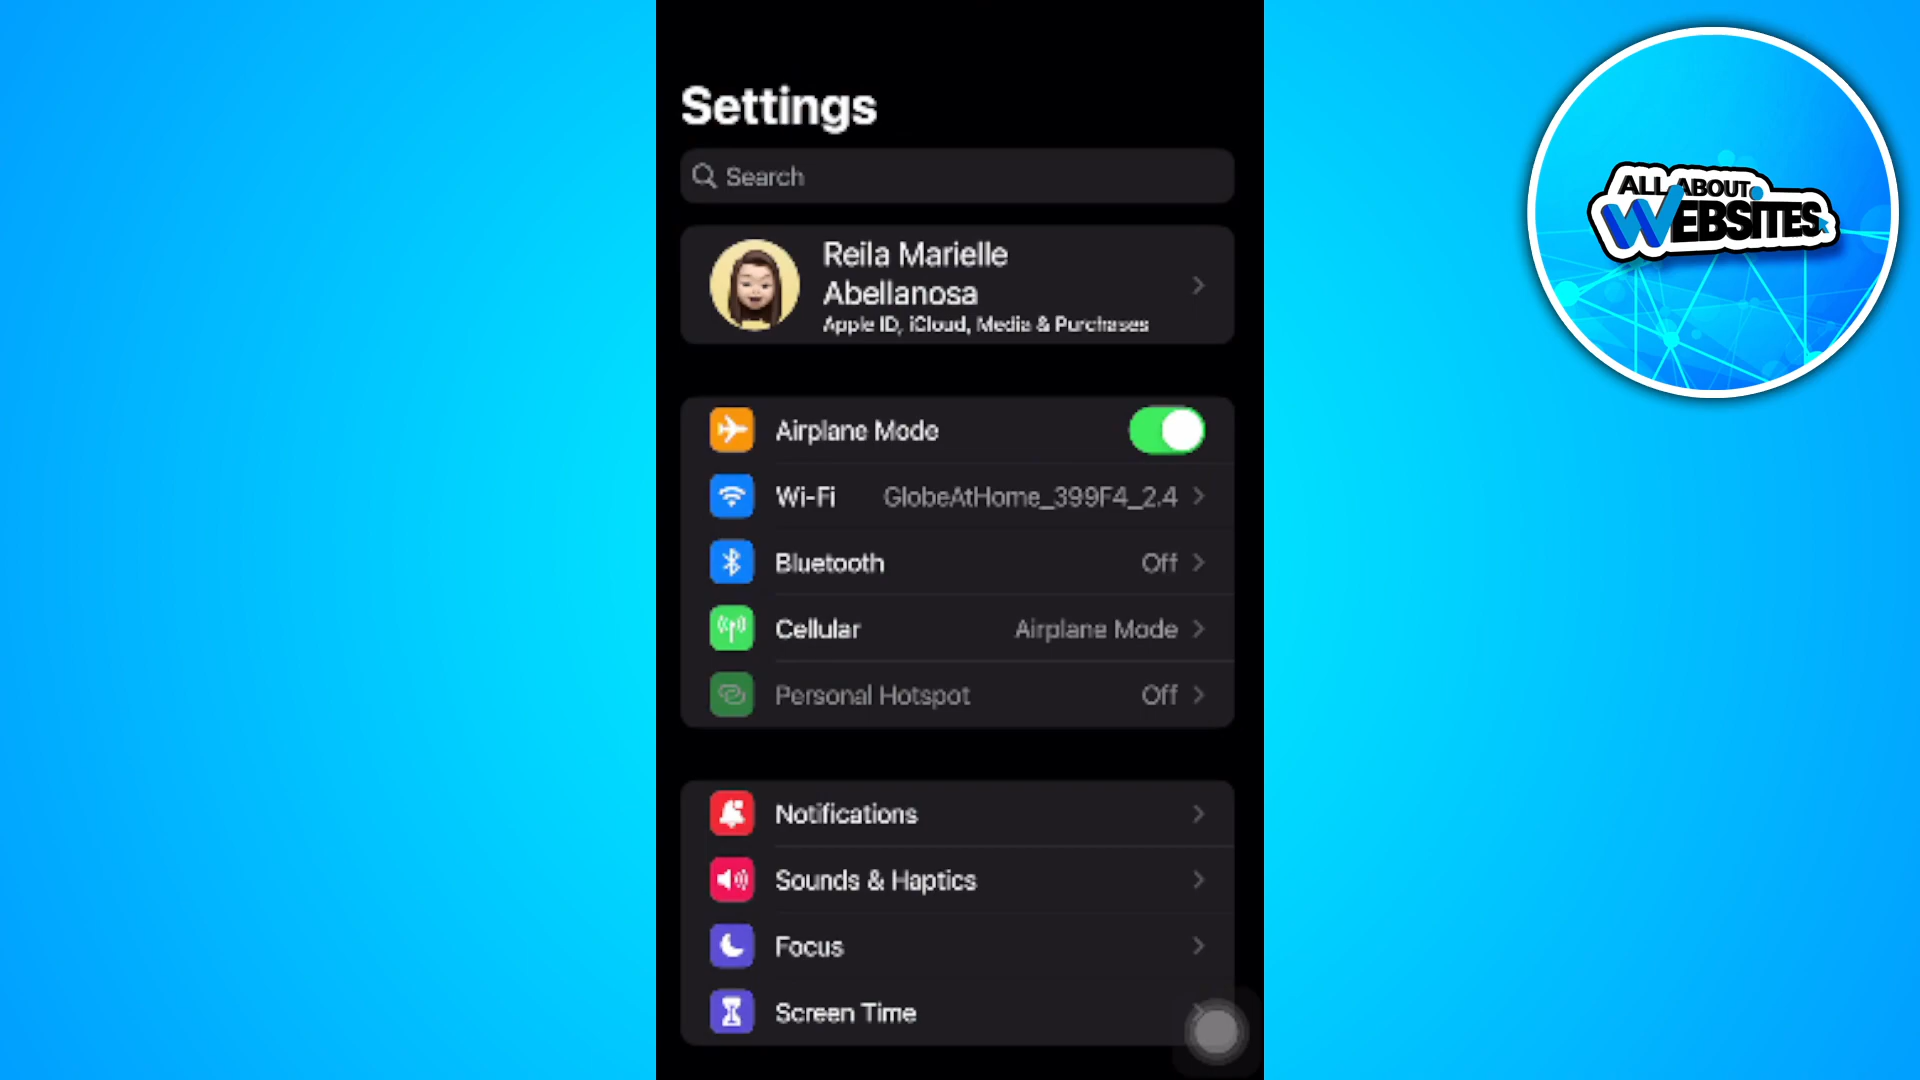 Settings
Search
Reila Marielle
Abellanosa
Apple ID, iCloud, Media & Purchases
Airplane Mode
Wi-Fi GlobeAtHome_399F4_2.4
Bluetooth Off
Cellular Airplane Mode
Personal Hotspot Off
Notifications
Sounds & Haptics
Focus
Screen Time
ALL ABOUT
WEBSITES